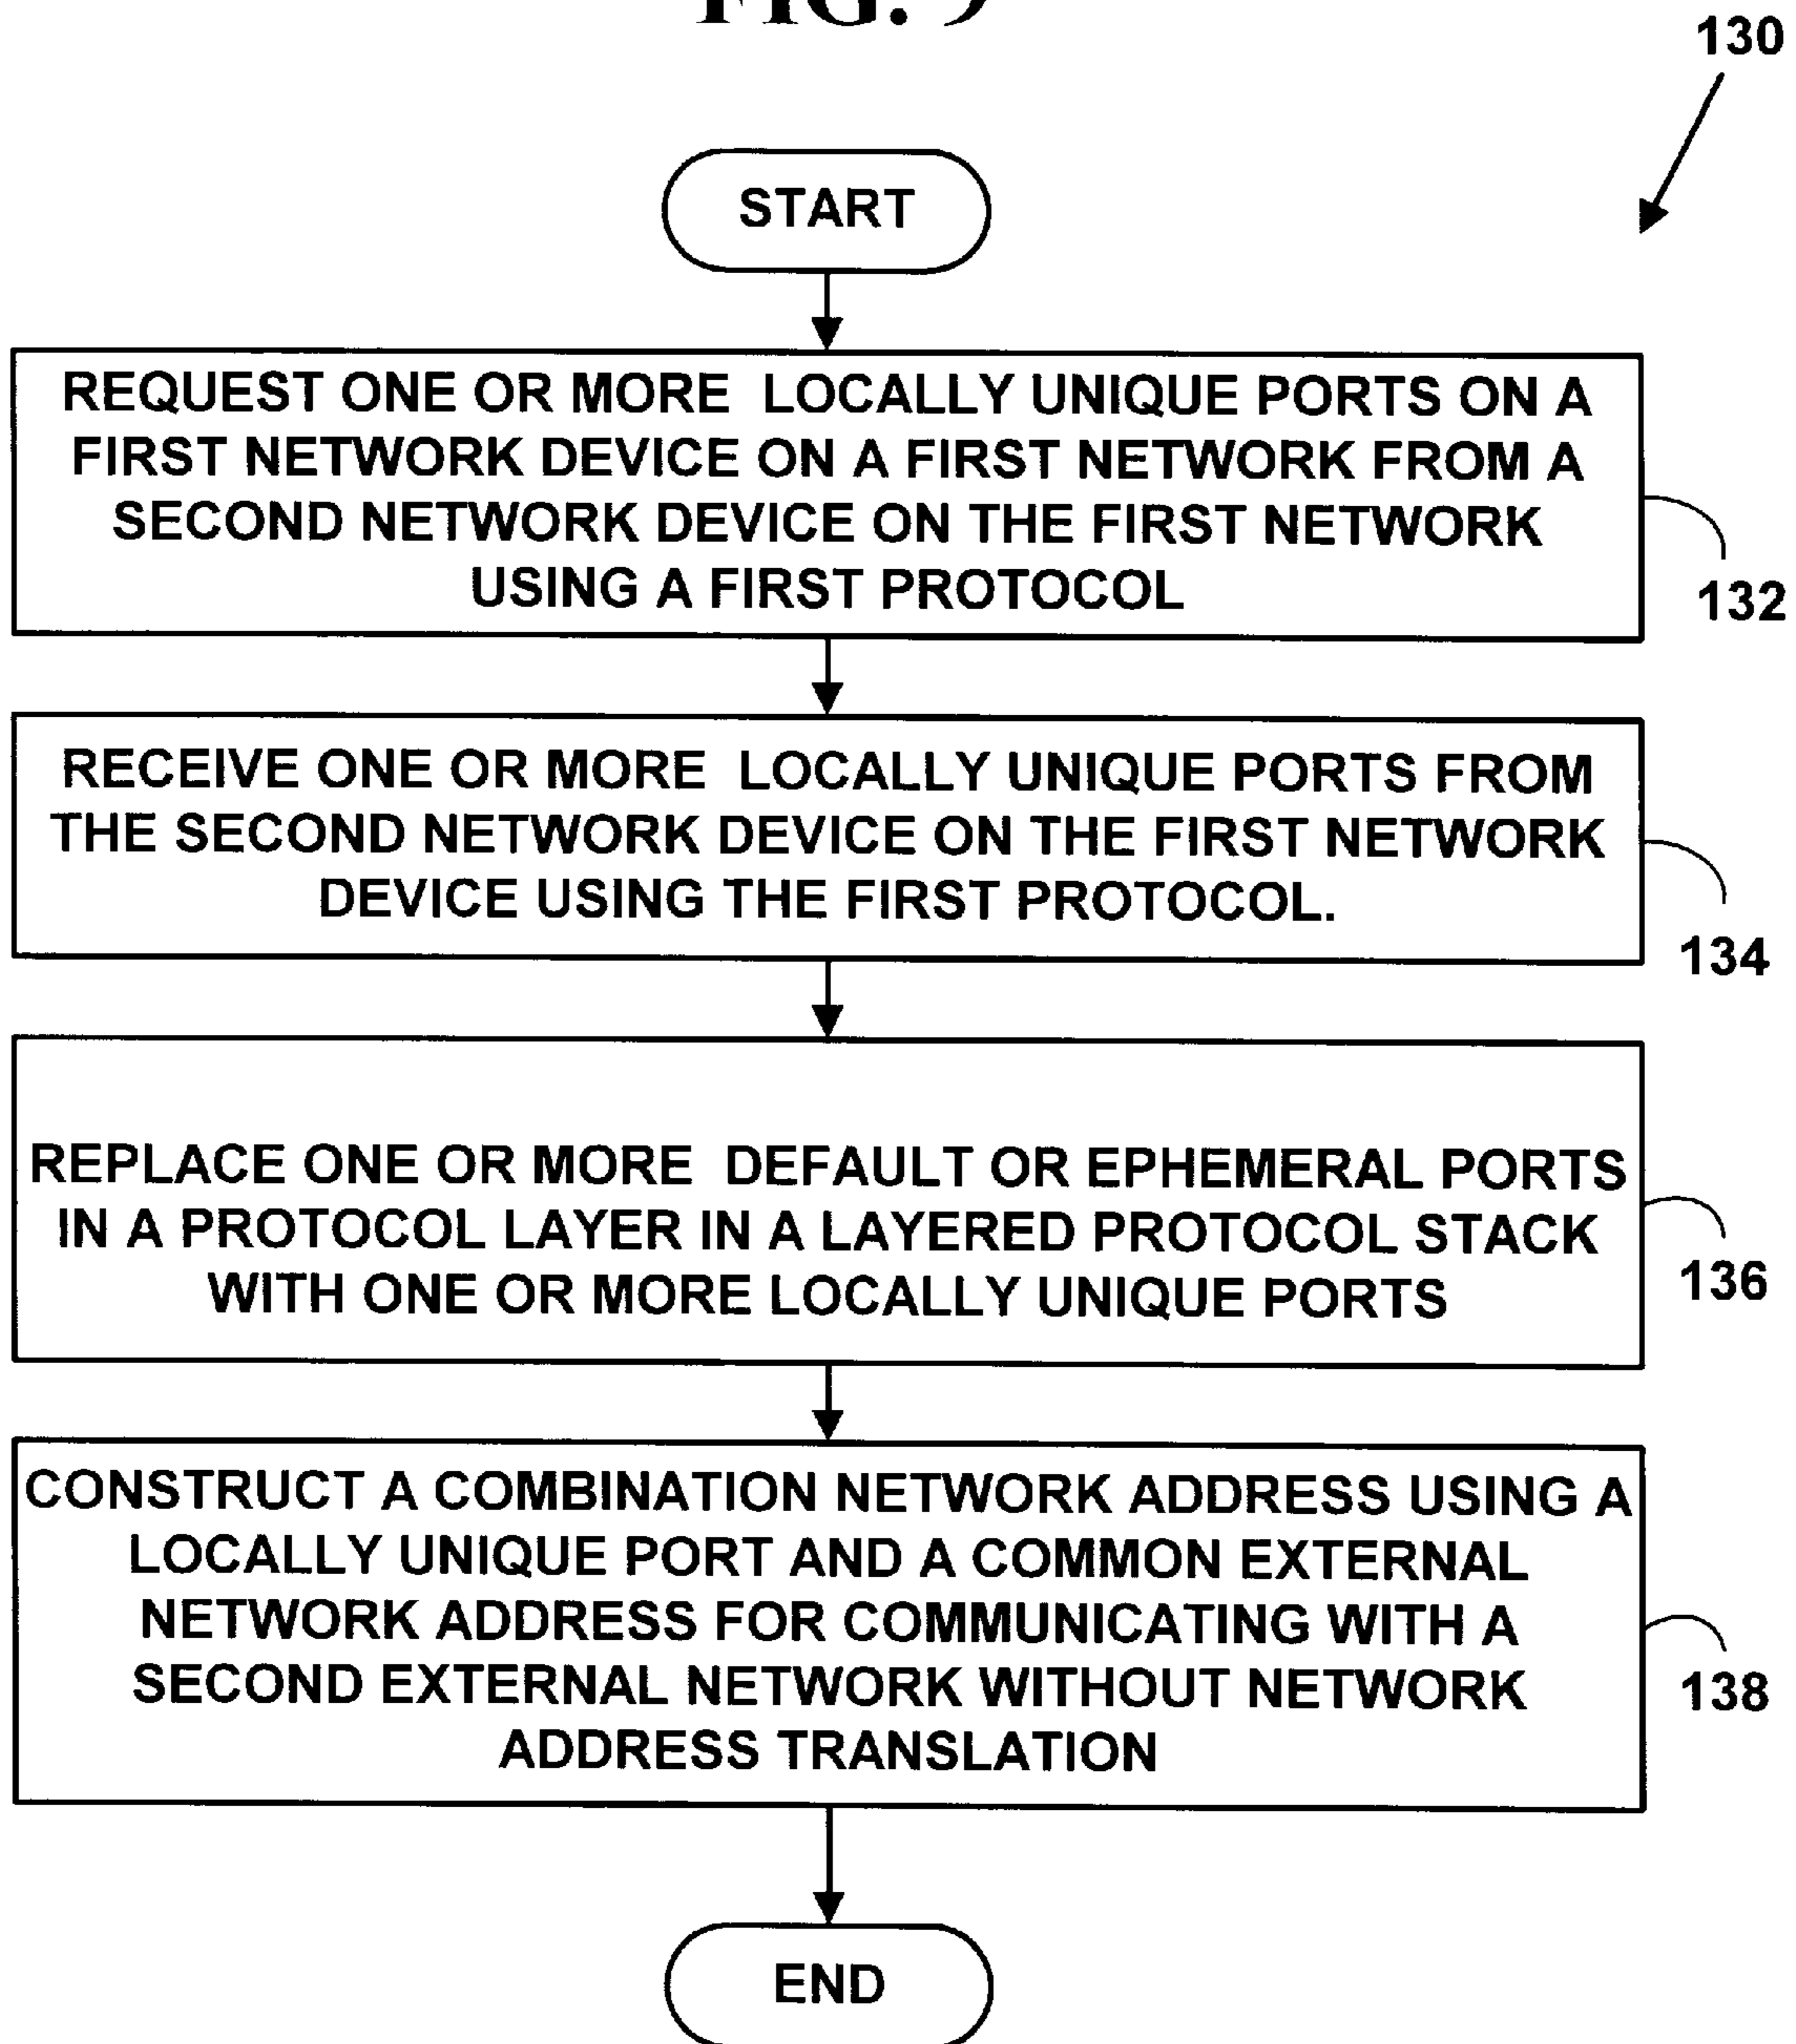 FIG.
130
START
REQUEST ONE OR MORE LOCALLY UNIQUE PORTS ON A
FIRST NETWORK DEVICE ON A FIRST NETWORK FROM A
SECOND NETWORK DEVICE ON THE FIRST NETWORK
USING A FIRST PROTOCOL
132
RECEIVE ONE OR MORE LOCALLY UNIQUE PORTS FROM
THE SECOND NETWORK DEVICE ON THE FIRST NETWORK
DEVICE USING THE FIRST PROTOCOL.
134
REPLACE ONE OR MORE DEFAULT OR EPHEMERAL PORTS
IN A PROTOCOL LAYER IN A LAYERED PROTOCOL STACK
WITH ONE OR MORE LOCALLY UNIQUE PORTS
136
CONSTRUCT A COMBINATION NETWORK ADDRESS USING A
LOCALLY UNIQUE PORT AND A COMMON EXTERNAL
NETWORK ADDRESS FOR COMMUNICATING WITH A
SECOND EXTERNAL NETWORK WITHOUT NETWORK
ADDRESS TRANSLATION
138
END